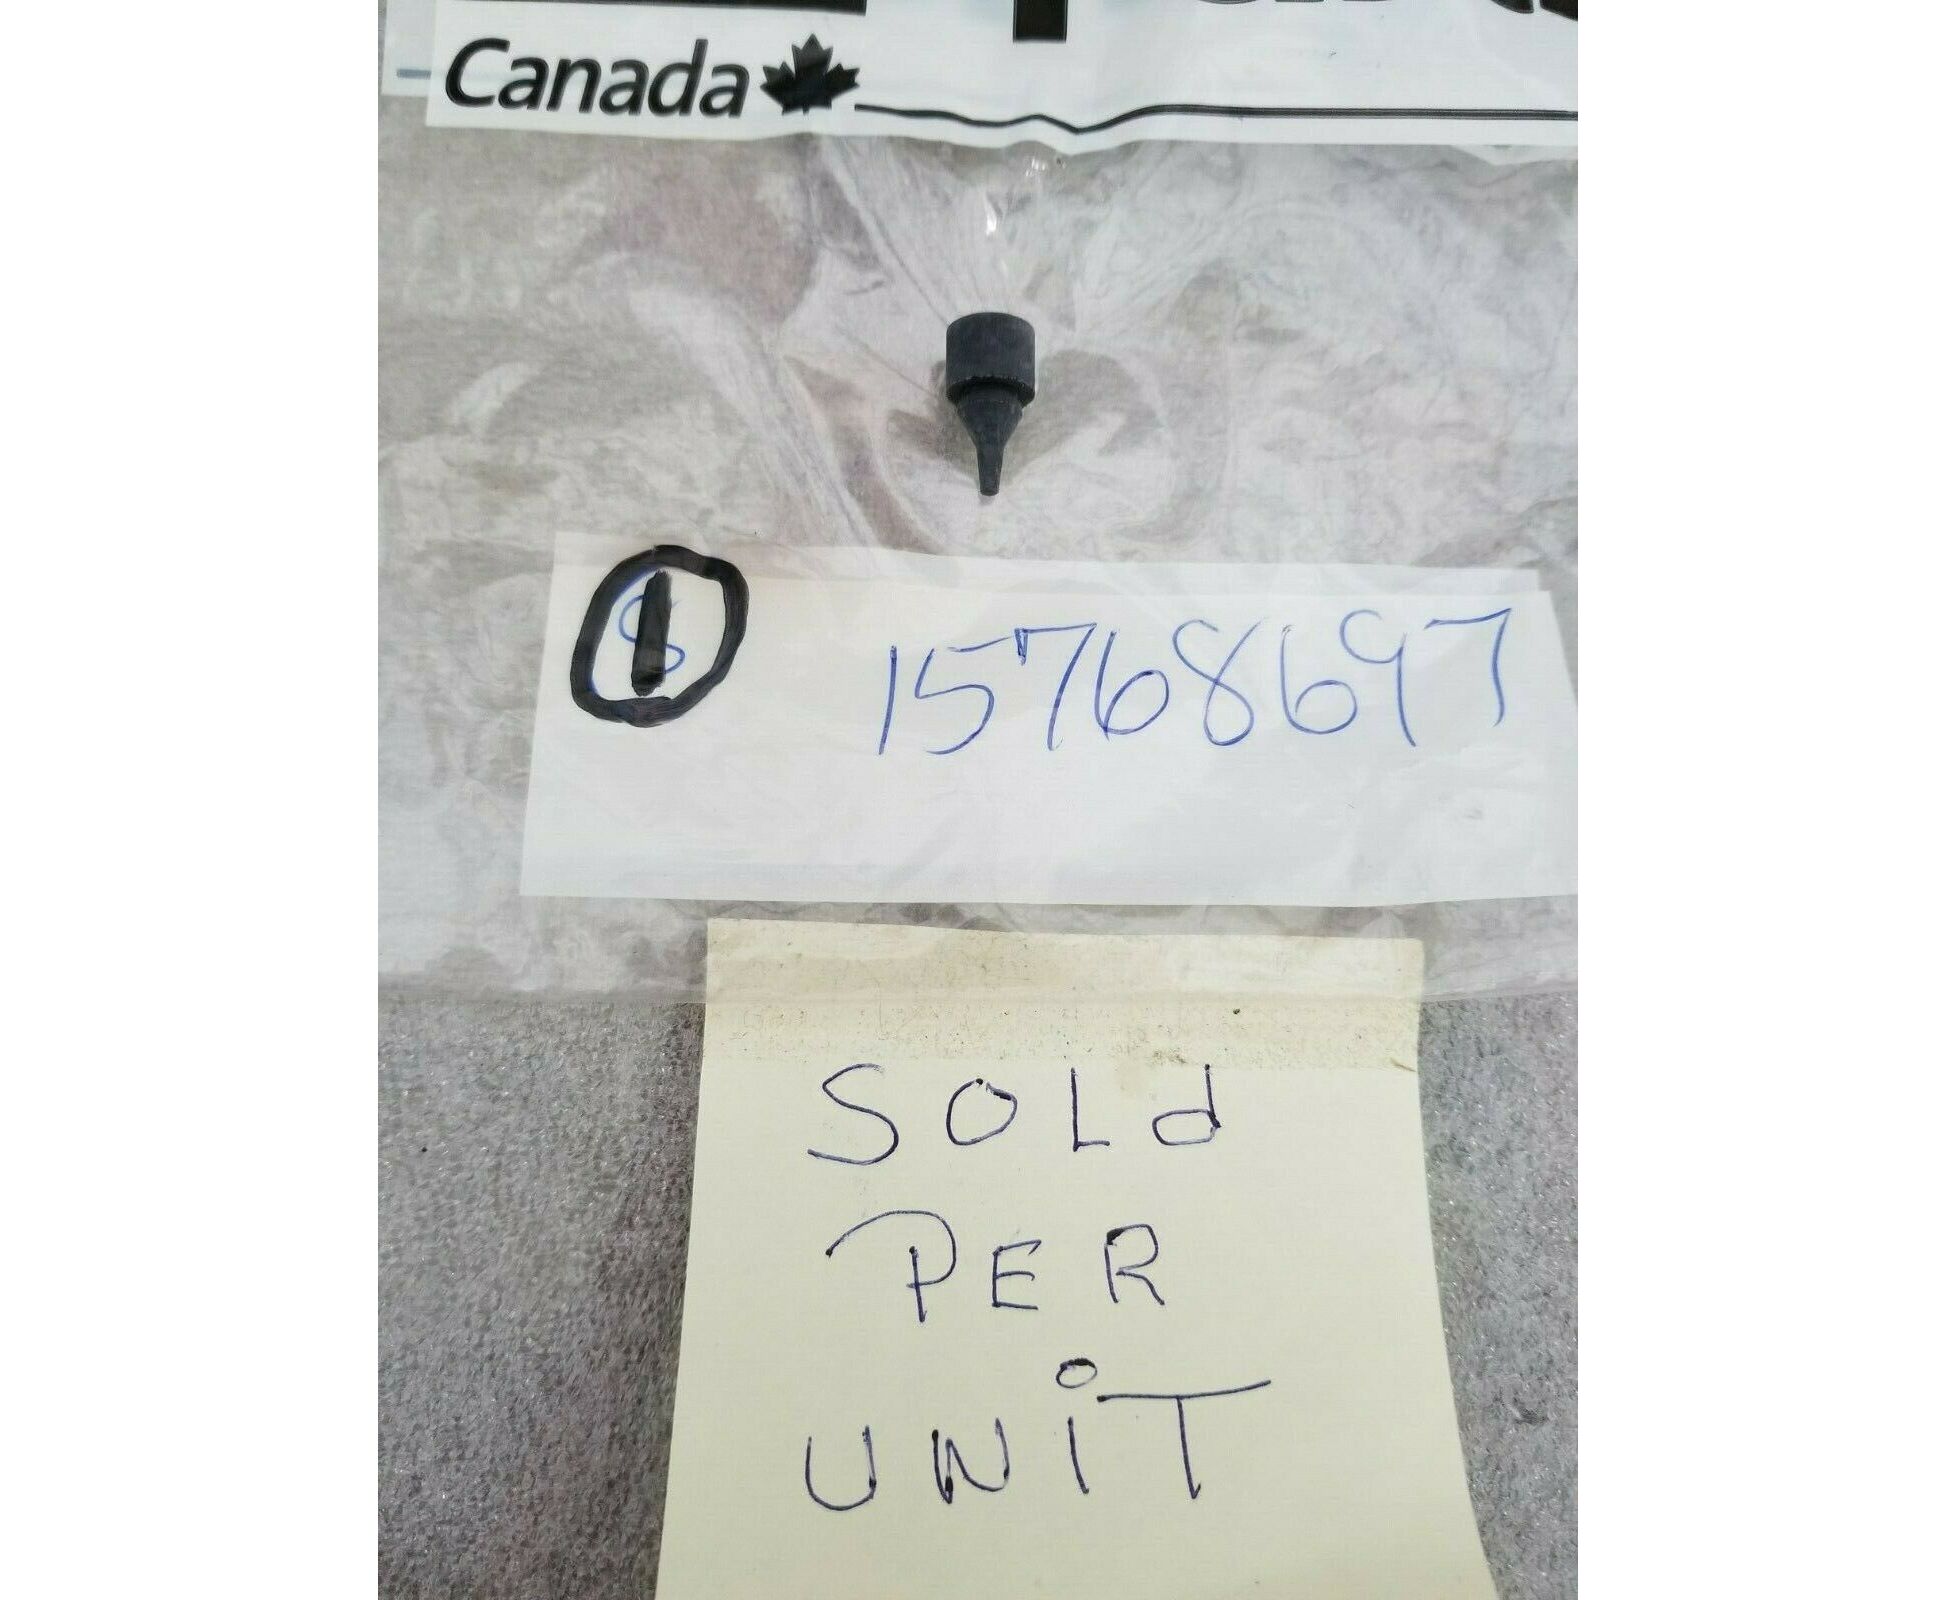 Canada
1 15768697
SOLd
PER
UNiT